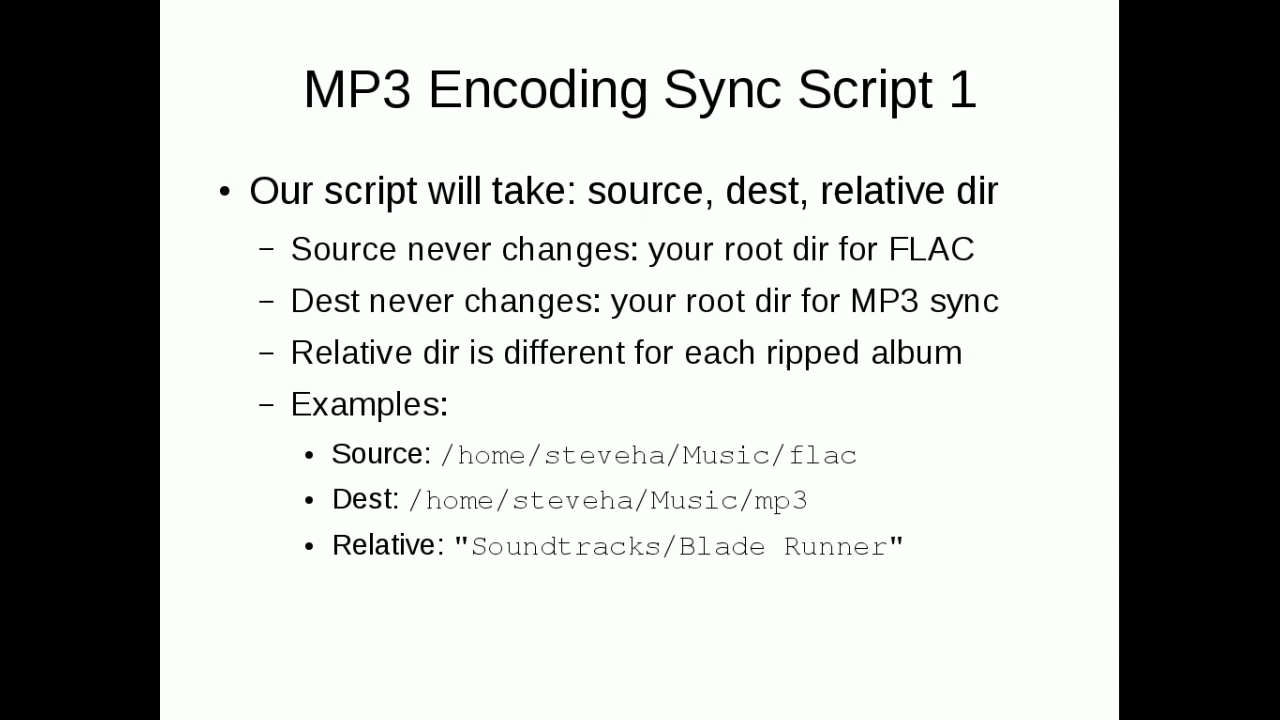 MP3 Encoding Sync Script 1
• Our script will take: source, dest, relative dir
– Source never changes: your root dir for FLAC
– Dest never changes: your root dir for MP3 sync
– Relative dir is different for each ripped album
– Examples:
• Source: /home/steveha/Music/flac
• Dest: /home/steveha/Music/mp3
• Relative: "Soundtracks/Blade Runner"